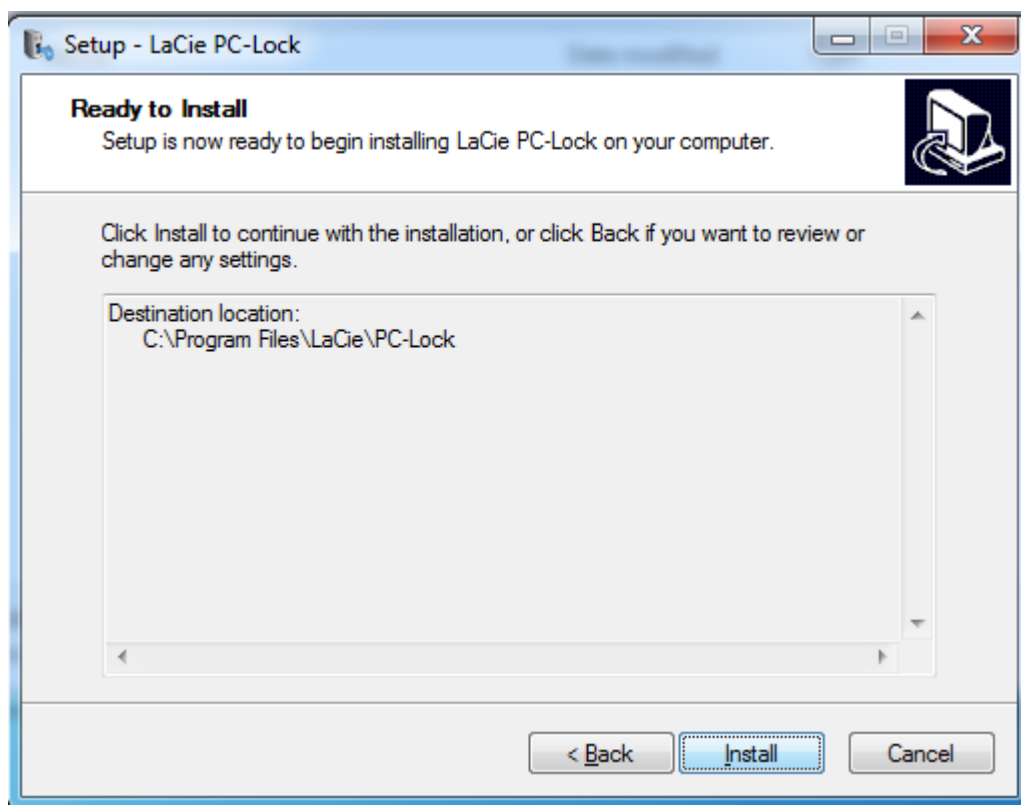 Setup - LaCie PC-Lock
Ready to Install
Setup is now ready to begin installing LaCie PC-Lock on your computer.
Click Install to continue with the installation, or click Back if you want to review or
change any settings.
Destination location:
C:\Program Files\LaCie\PC-Lock
< Back
Install
Cancel